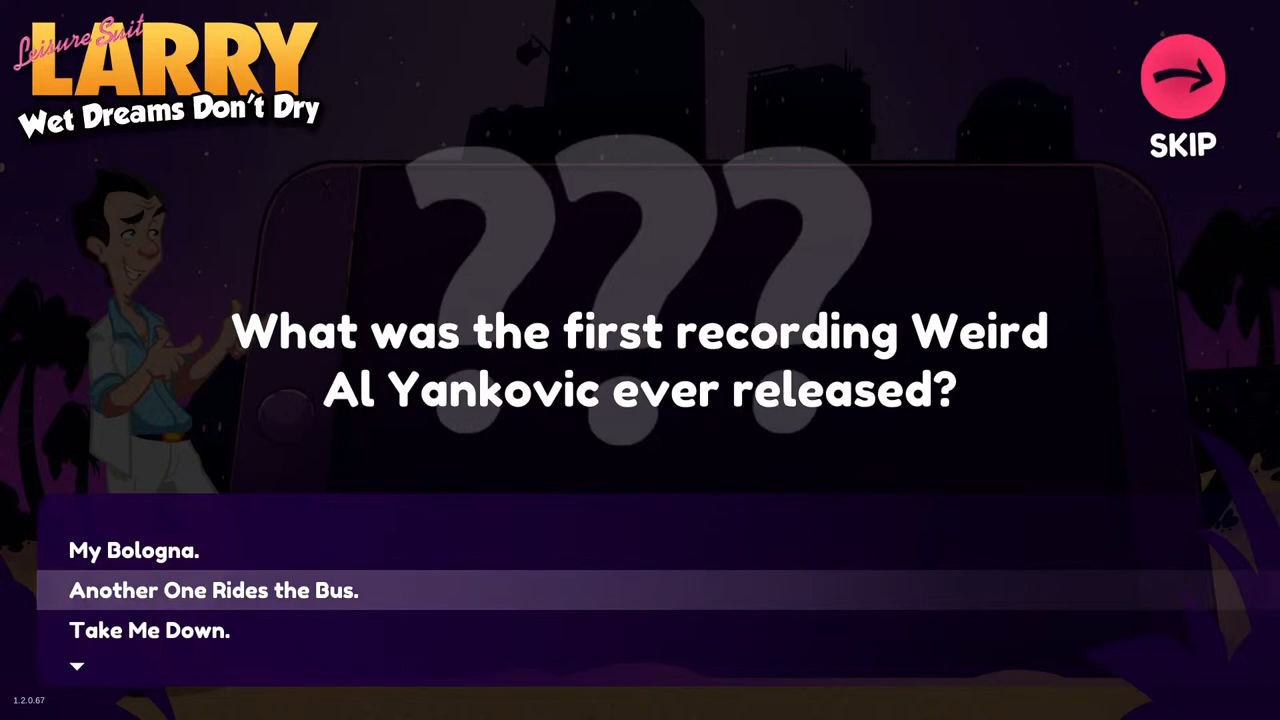 Leisure Suit
LARRY
Wet Dreams Don't Dry
SKIP
???
What was the first recording Weird
Al Yankovic ever released?
My Bologna.
Another One Rides the Bus.
Take Me Down.
1.2.0.67